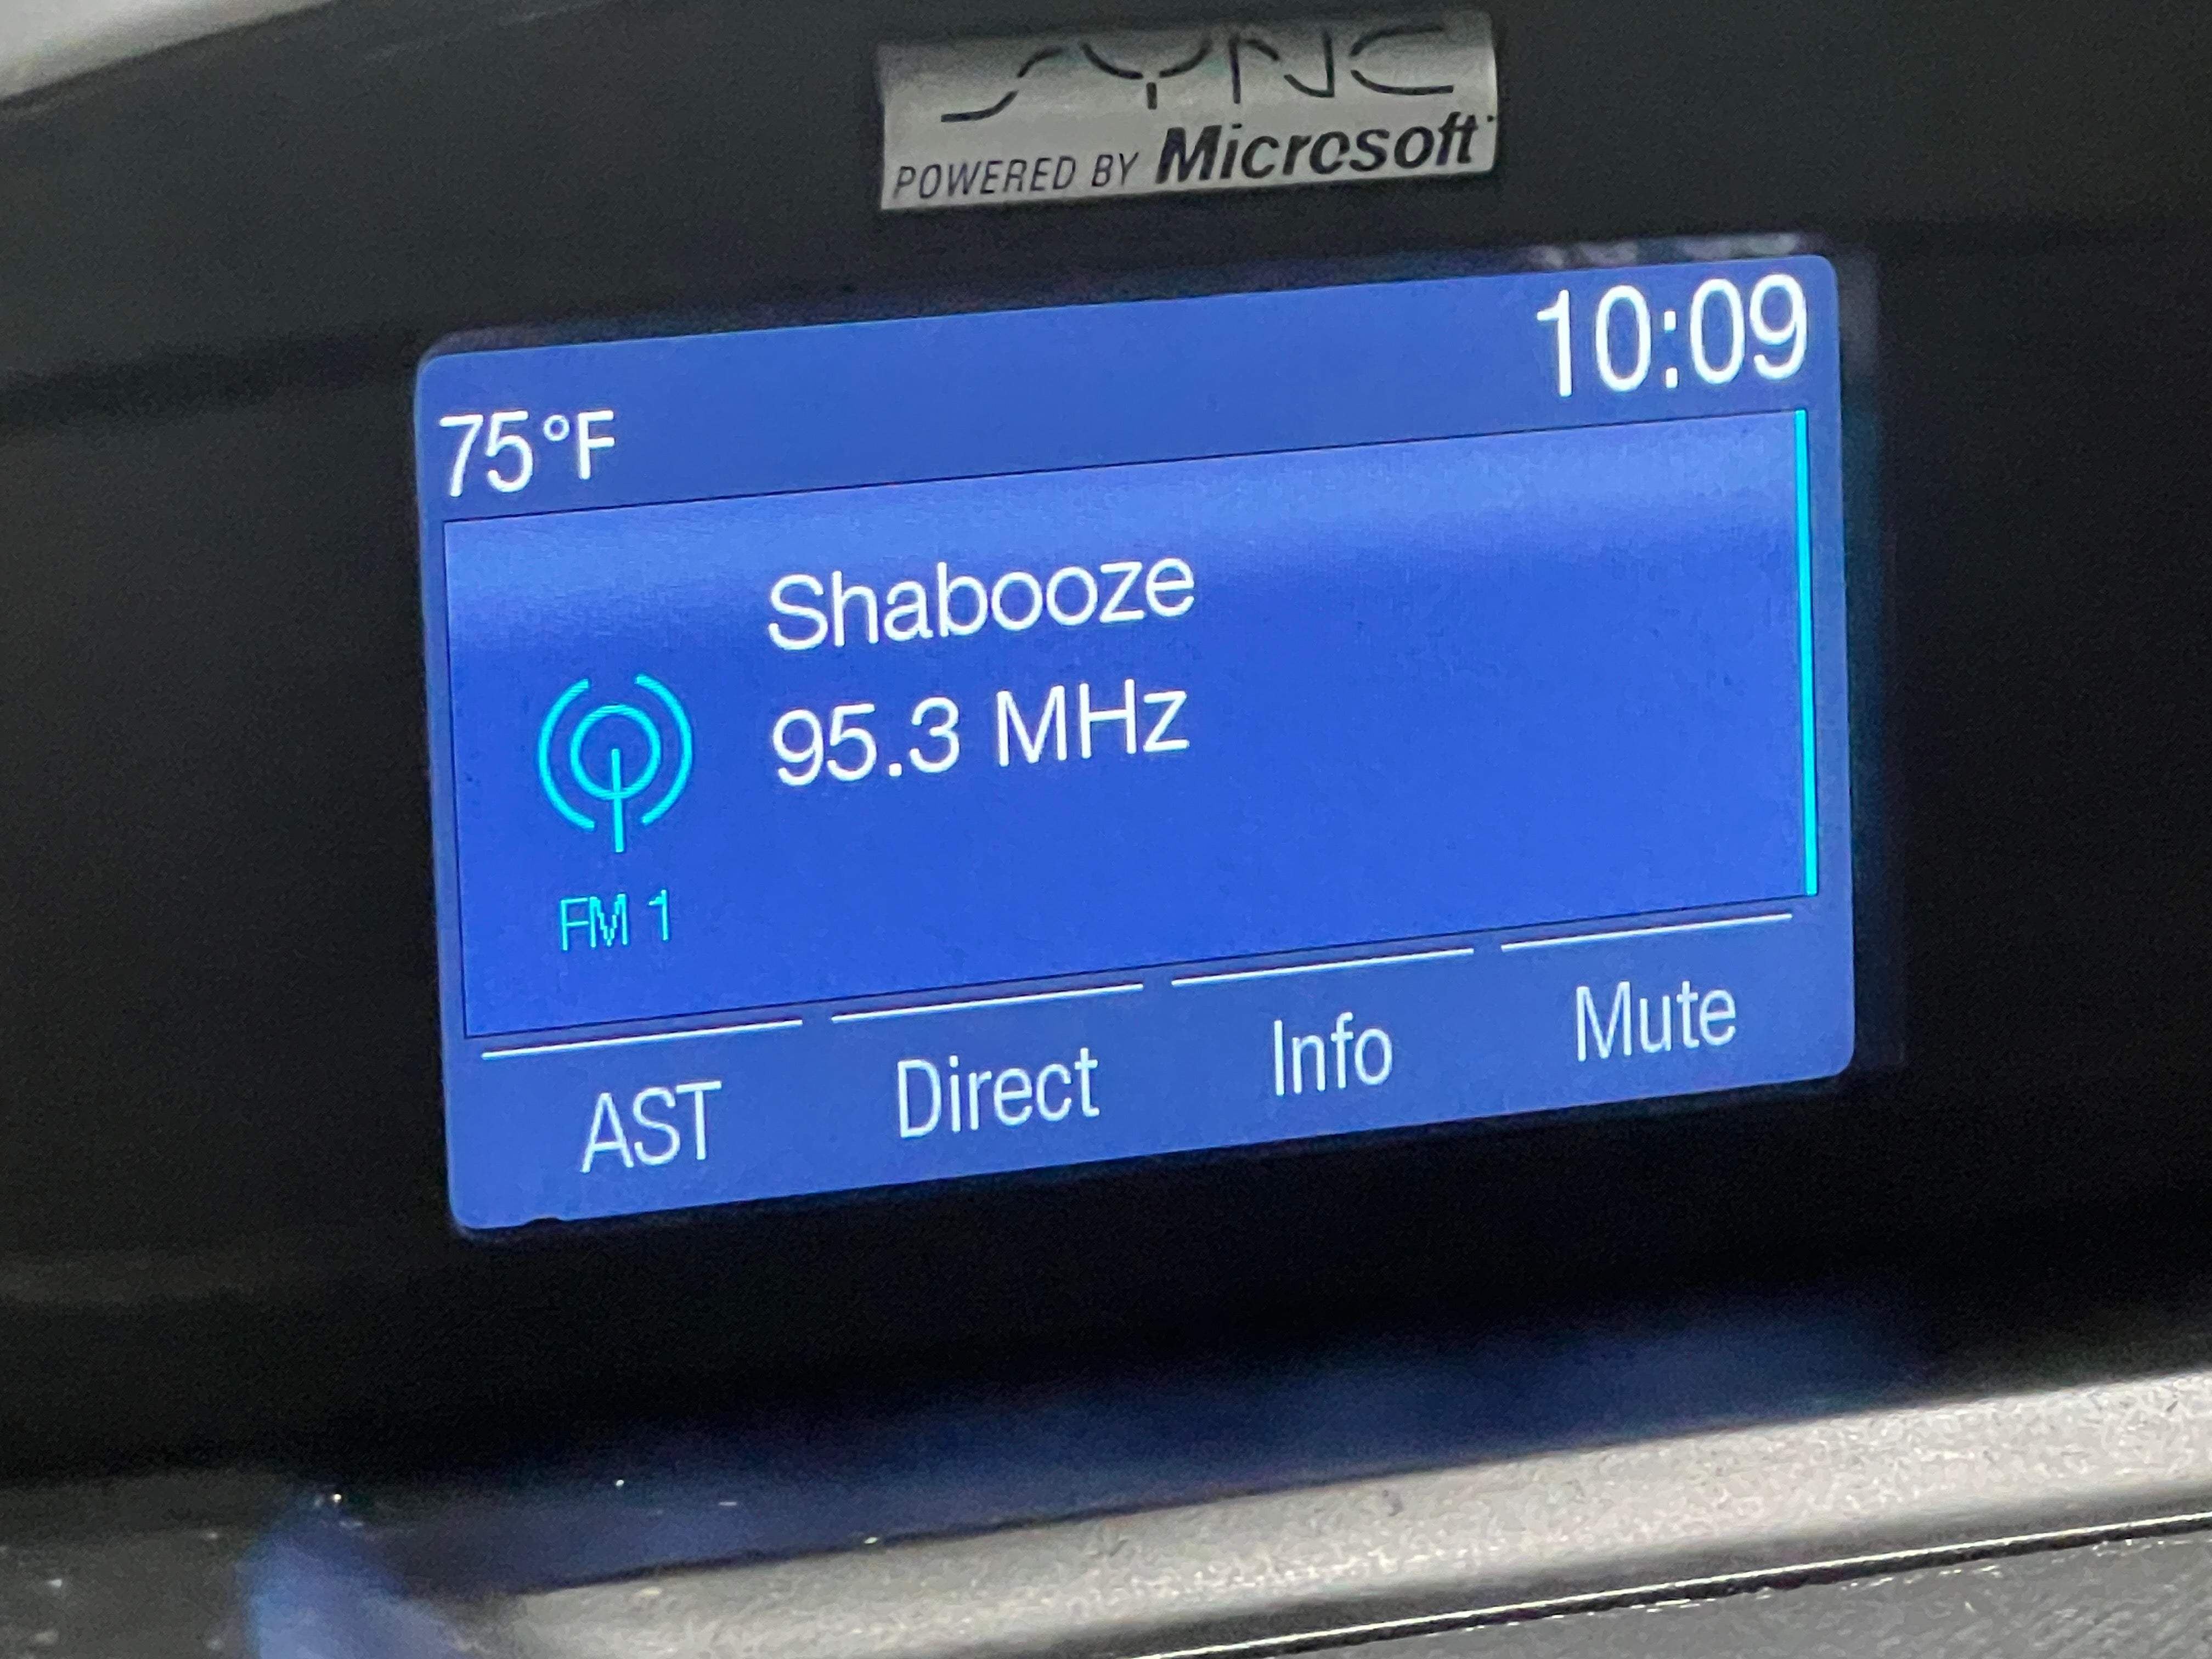 SYNC
POWERED BY Microsoft
10:09
75°F
Shabooze
95.3 MHz
FM 1
AST Direct Info Mute